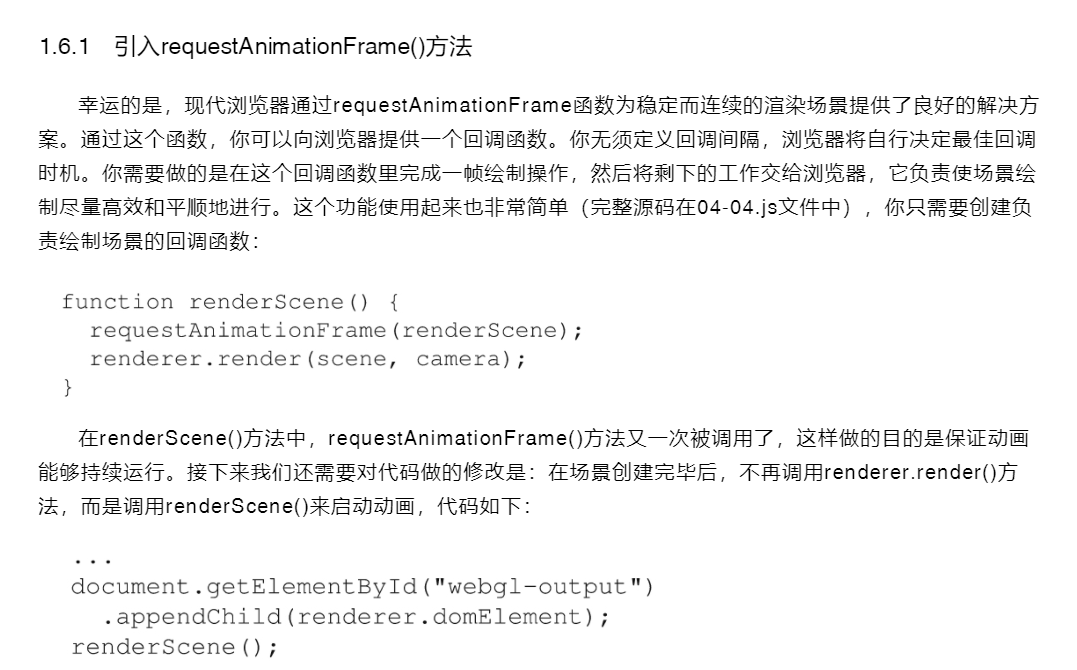 1.6.1 引入requestAnimationFrame()方法
幸运的是，现代浏览器通过requestAnimationFrame函数为稳定而连续的渲染场景提供了良好的解决方
案。通过这个函数，你可以向浏览器提供一个回调函数。你无须定义回调间隔，浏览器将自行决定最佳回调
时机。你需要做的是在这个回调函数里完成一帧绘制操作，然后将剩下的工作交给浏览器，它负责使场景绘
制尽量高效和平顺地进行。这个功能使用起来也非常简单（完整源码在04-04.js文件中），你只需要创建负
责绘制场景的回调函数：
function renderScene() {
  requestAnimationFrame(renderScene);
  renderer.render(scene, camera);
}
在renderScene()方法中，requestAnimationFrame()方法又一次被调用了，这样做的目的是保证动画
能够持续运行。接下来我们还需要对代码做的修改是：在场景创建完毕后，不再调用renderer.render()方
法，而是调用renderScene()来启动动画，代码如下：
...
document.getElementById("webgl-output")
  .appendChild(renderer.domElement);
renderScene();